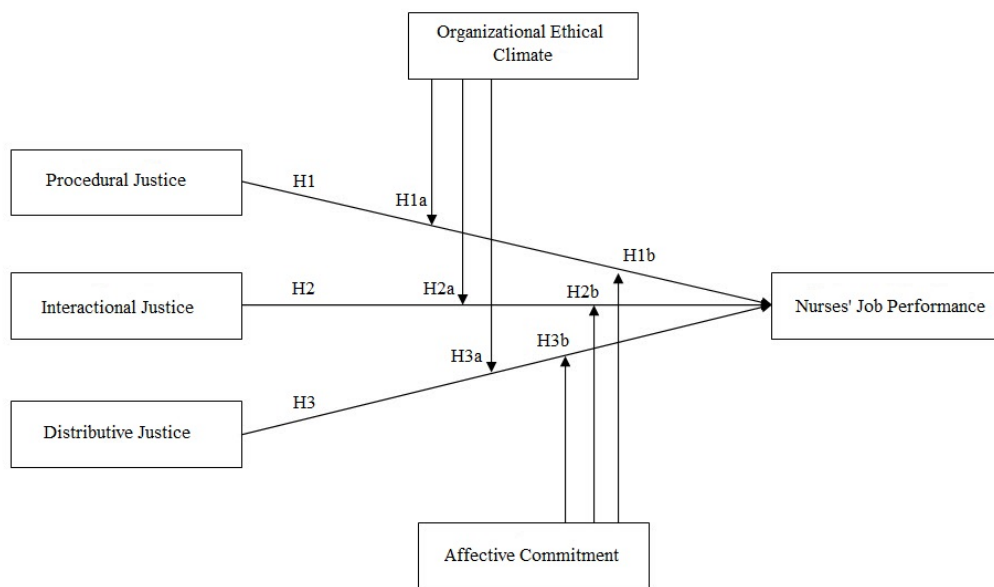 Organizational Ethical
Climate
Procedural Justice
H1
H1a
H1b
Interactional Justice
H2
H2a
H2b
Nurses' Job Performance
H3a
H3b
H3
Distributive Justice
Affective Commitment